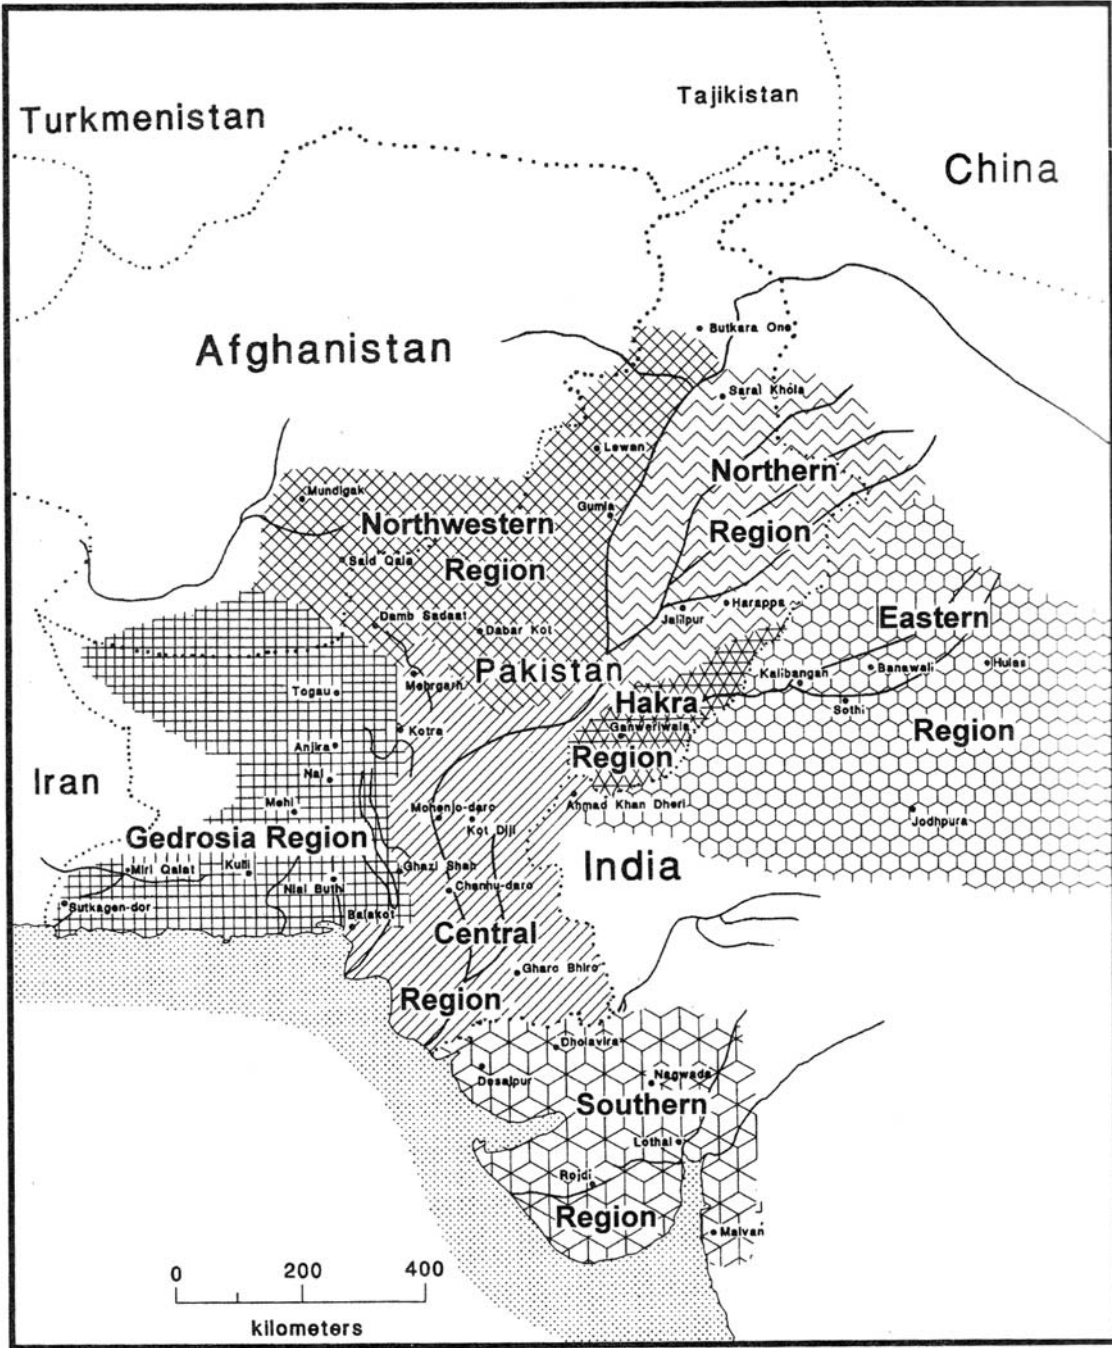 Turkmenistan
Tajikistan
China
Afghanistan
Butkara One
Sarai Khola
Lewan
Northern
Region
Mundigak
Gumla
Northwestern
Region
Said Qala
Damb Sadaat
Dabar Kot
Jalilpur
Harappa
Eastern
Region
Kalibangan
Banawali
Hulas
Sothi
Pakistan
Mehrgarh
Togau
Hakra
Region
Ganweriwala
Kotra
Anjira
Nal
Iran
Mehi
Mohenjo-daro
Kot Diji
Ahmad Khan Dheri
Jodhpura
Gedrosia Region
India
Miri Qalat
Kulli
Ghazi Shah
Niai Buthi
Chanhu-daro
Sutkagen-dor
Balakot
Central
Region
Gharo Bhiro
Dholavira
Desalpur
Nagwada
Southern
Region
Lothal
Rojdi
Malvan
0 200 400
kilometers